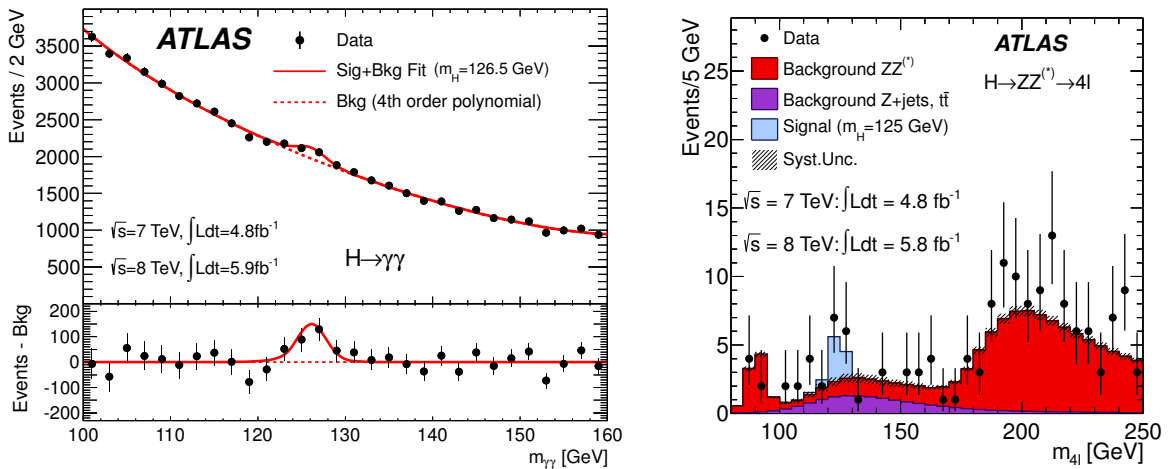 Events / 2 GeV
3500
3000
2500
2000
1500
1000
500
ATLAS
Data
Sig+Bkg Fit (m_H=126.5 GeV)
Bkg (4th order polynomial)
√s=7 TeV, ∫Ldt=4.8fb⁻¹
√s=8 TeV, ∫Ldt=5.9fb⁻¹
H→γγ
Events - Bkg
200
100
0
-100
-200
100 110 120 130 140 150 160
m_γγ [GeV]
Events/5 GeV
25
20
15
10
5
0
Data
ATLAS
Background ZZ⁽*⁾
H→ZZ⁽*⁾→4l
Background Z+jets, tt̄
Signal (m_H=125 GeV)
Syst.Unc.
√s = 7 TeV:∫Ldt = 4.8 fb⁻¹
√s = 8 TeV:∫Ldt = 5.8 fb⁻¹
100 150 200 250
m_4l [GeV]